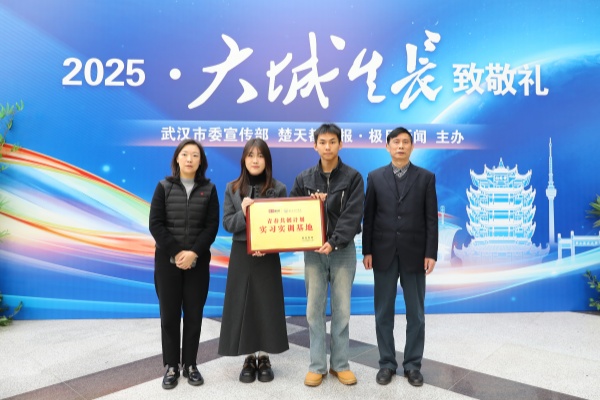 2025·大城生长 致敬礼
武汉市委宣传部 楚天都市报·极目新闻 主办
实习实训基地